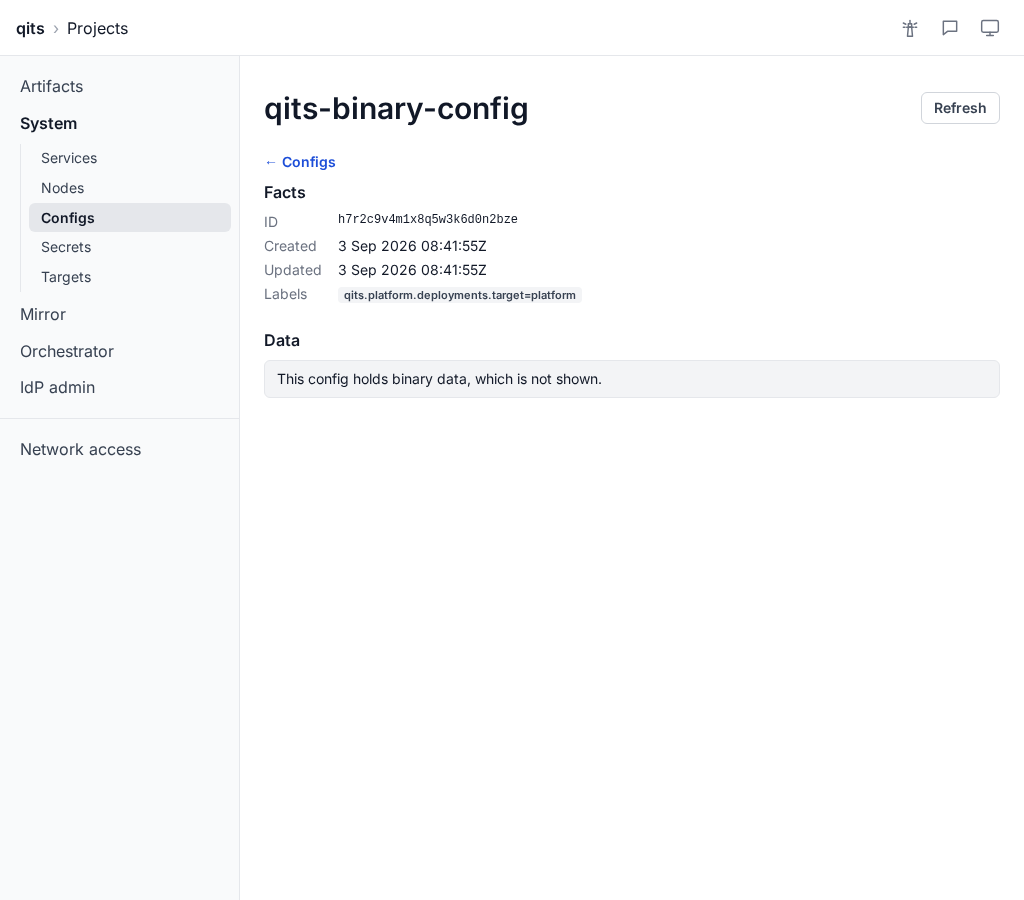 qits › Projects
Artifacts
System
Services
Nodes
Configs
Secrets
Targets
Mirror
Orchestrator
IdP admin
Network access
qits-binary-config
Refresh
← Configs
Facts
ID h7r2c9v4m1x8q5w3k6d0n2bze
Created 3 Sep 2026 08:41:55Z
Updated 3 Sep 2026 08:41:55Z
Labels qits.platform.deployments.target=platform
Data
This config holds binary data, which is not shown.